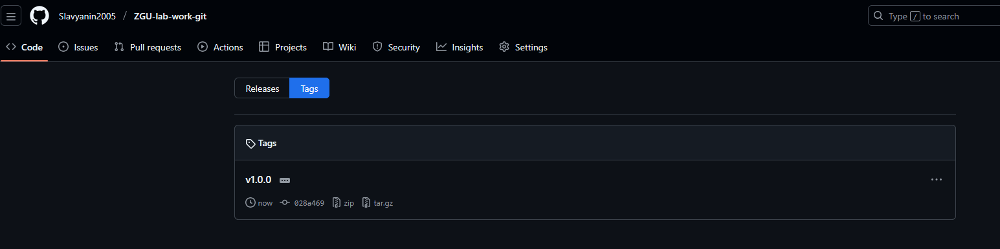 Slavyanin2005 / ZGU-lab-work-git Type / to search
Code Issues Pull requests Actions Projects Wiki Security Insights Settings
Releases Tags
Tags
v1.0.0
now 028a469 zip tar.gz